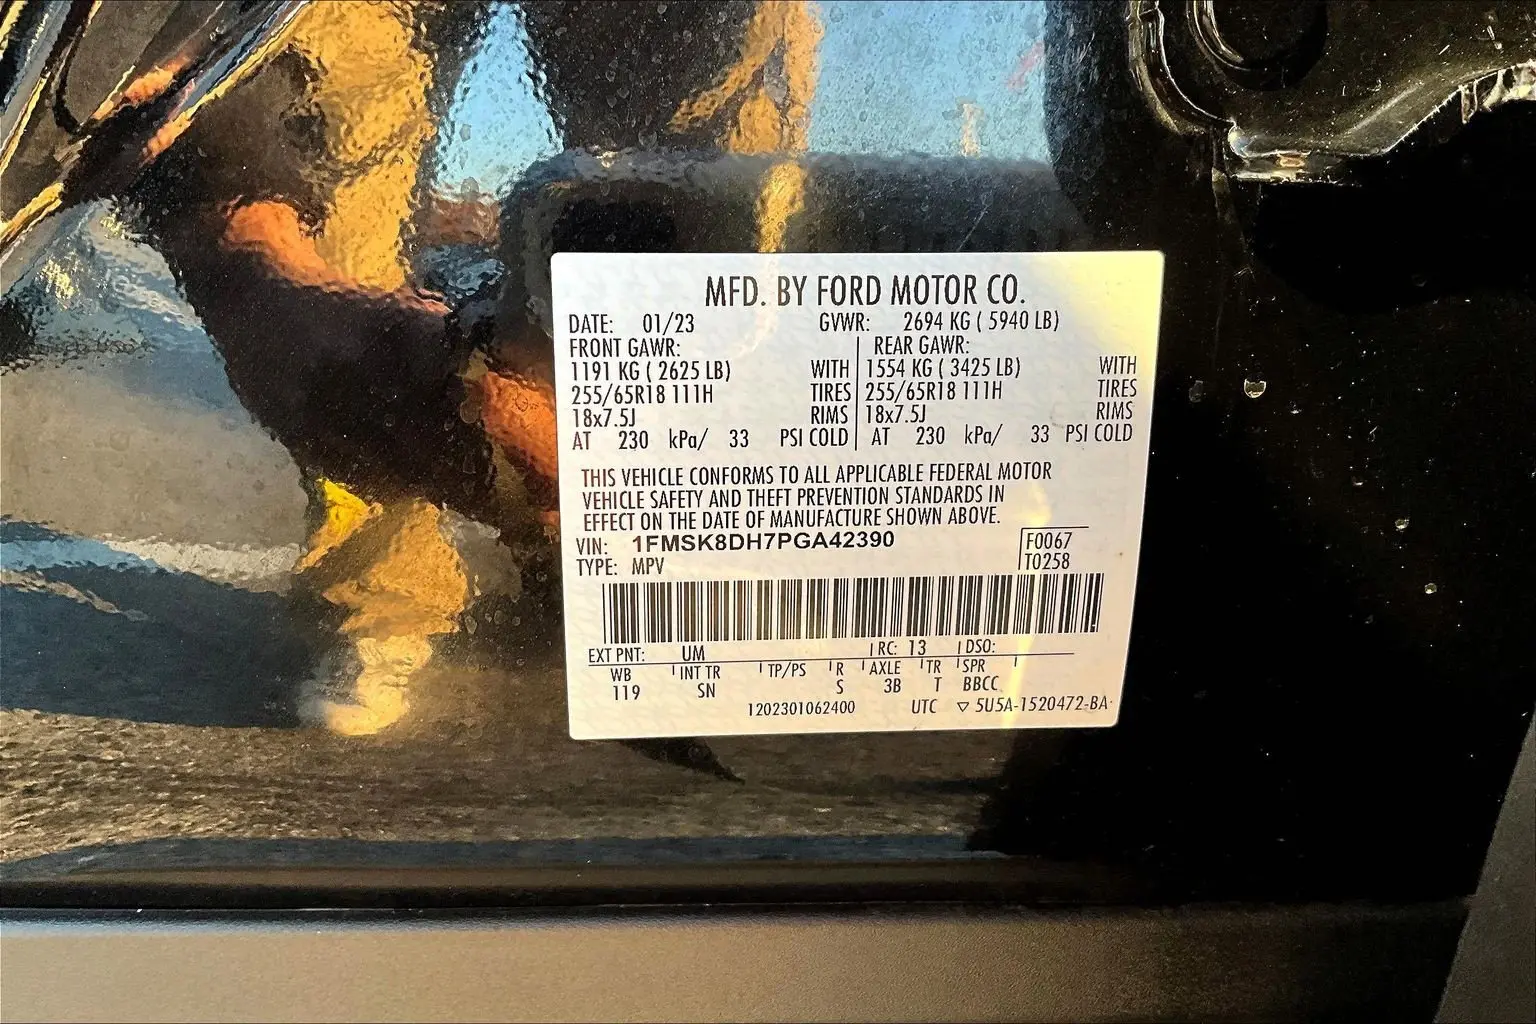 MFD. BY FORD MOTOR CO.
DATE: 01/23 GVWR: 2694 KG ( 5940 LB)
FRONT GAWR: REAR GAWR:
1191 KG ( 2625 LB) WITH 1554 KG ( 3425 LB) WITH
255/65R18 111H TIRES 255/65R18 111H TIRES
18x7.5J RIMS 18x7.5J RIMS
AT 230 kPa/ 33 PSI COLD AT 230 kPa/ 33 PSI COLD
THIS VEHICLE CONFORMS TO ALL APPLICABLE FEDERAL MOTOR
VEHICLE SAFETY AND THEFT PREVENTION STANDARDS IN
EFFECT ON THE DATE OF MANUFACTURE SHOWN ABOVE.
VIN: 1FMSK8DH7PGA42390 F0067
TYPE: MPV T0258
EXT PNT: UM RC: 13 DSO:
WB INT TR TP/PS R AXLE TR SPR
119 SN S 3B T BBCC
1202301062400 UTC ▽ 5U5A-1520472-BA